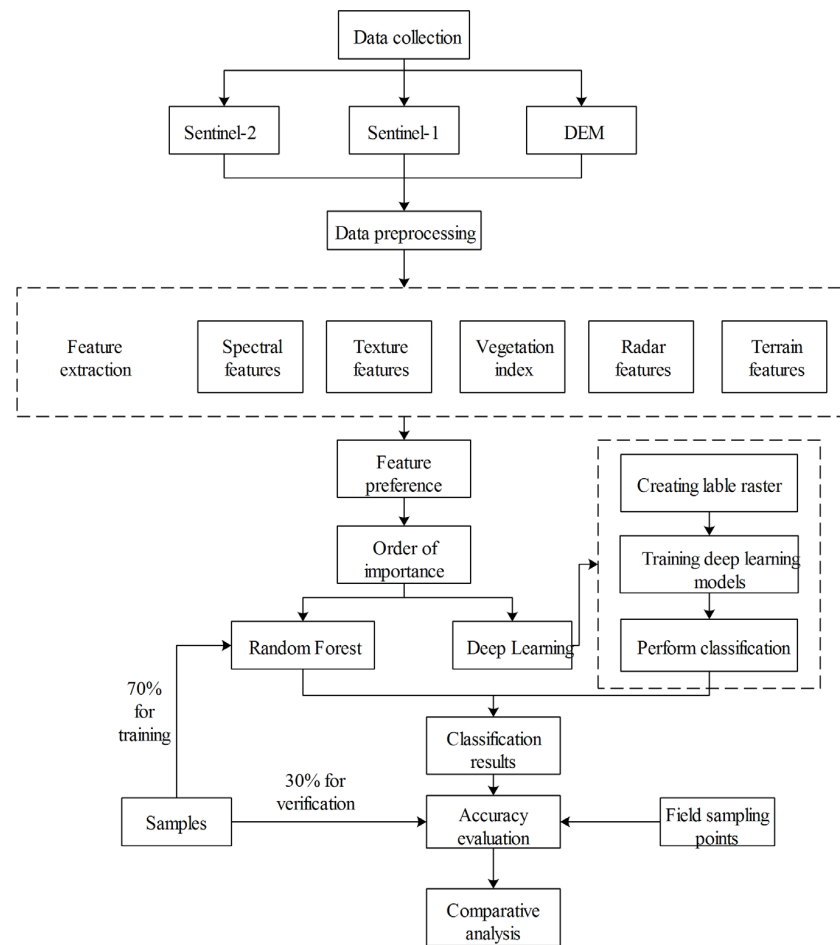 Data collection
Sentinel-2
Sentinel-1
DEM
Data preprocessing
Feature
extraction
Spectral
features
Texture
features
Vegetation
index
Radar
features
Terrain
features
Feature
preference
Order of
importance
Creating lable raster
Training deep learning
models
Perform classification
Random Forest
Deep Learning
70%
for
training
Classification
results
30% for
verification
Samples
Accuracy
evaluation
Field sampling
points
Comparative
analysis